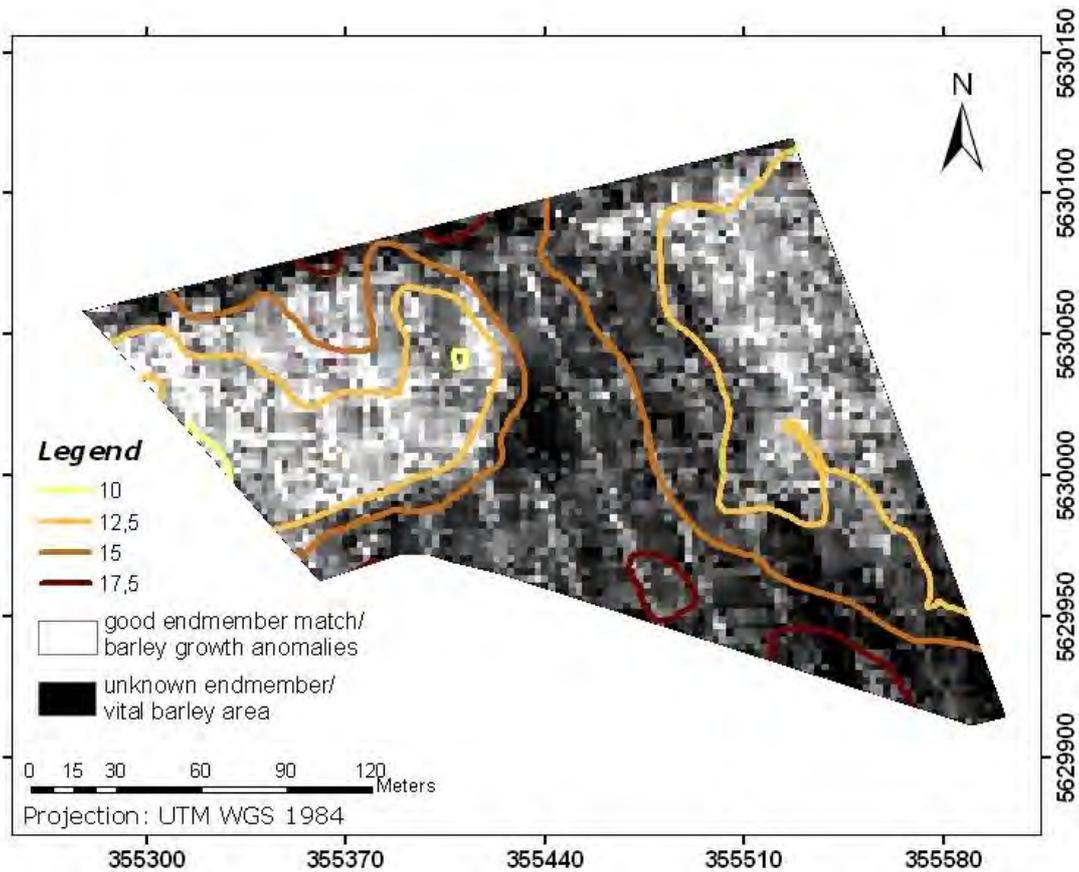 N
5630150
5630100
5630050
5630000
5629950
5629900
Legend
10
12,5
15
17,5
good endmember match/
barley growth anomalies
unknown endmember/
vital barley area
0 15 30 60 90 120
Meters
Projection: UTM WGS 1984
355300 355370 355440 355510 355580